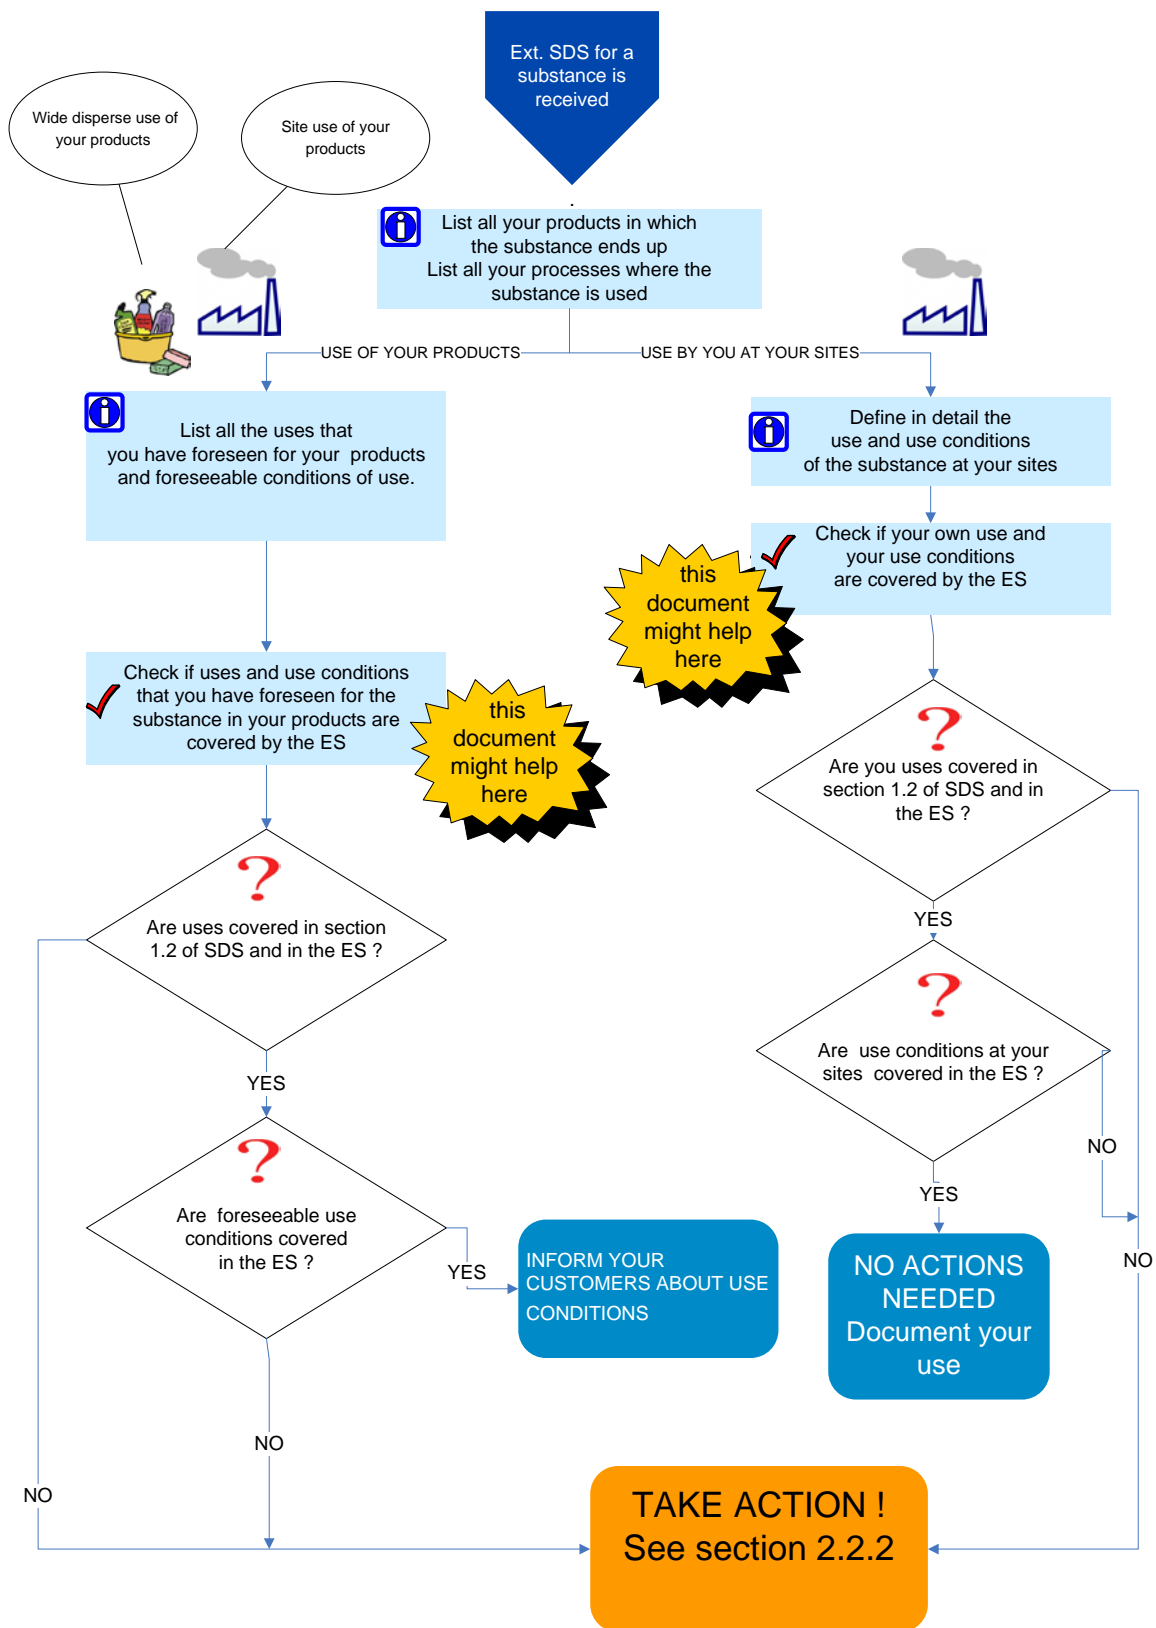 Ext. SDS for a
substance is
received
Wide disperse use of
your products
Site use of your
products
List all your products in which
the substance ends up
List all your processes where the
substance is used
USE OF YOUR PRODUCTS
USE BY YOU AT YOUR SITES
List all the uses that
you have foreseen for your products
and foreseeable conditions of use.
Define in detail the
use and use conditions
of the substance at your sites
Check if your own use and
your use conditions
are covered by the ES
this
document
might help
here
Check if uses and use conditions
that you have foreseen for the
substance in your products are
covered by the ES
this
document
might help
here
Are you uses covered in
section 1.2 of SDS and in
the ES ?
YES
Are uses covered in section
1.2 of SDS and in the ES ?
Are use conditions at your
sites covered in the ES ?
YES
NO
YES
Are foreseeable use
conditions covered
in the ES ?
YES
INFORM YOUR
CUSTOMERS ABOUT USE
CONDITIONS
NO ACTIONS
NEEDED
Document your
use
NO
NO
NO
TAKE ACTION !
See section 2.2.2